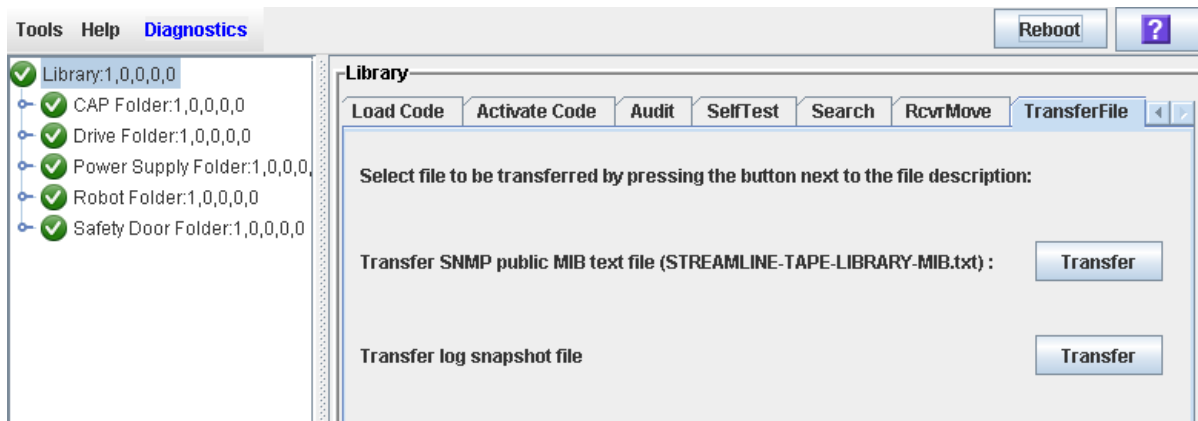 Tools Help Diagnostics
Reboot
?
Library:1,0,0,0,0
CAP Folder:1,0,0,0,0
Drive Folder:1,0,0,0,0
Power Supply Folder:1,0,0,0,
Robot Folder:1,0,0,0,0
Safety Door Folder:1,0,0,0,0
Library
Load Code Activate Code Audit SelfTest Search RcvrMove TransferFile
Select file to be transferred by pressing the button next to the file description:
Transfer SNMP public MIB text file (STREAMLINE-TAPE-LIBRARY-MIB.txt) : Transfer
Transfer log snapshot file Transfer